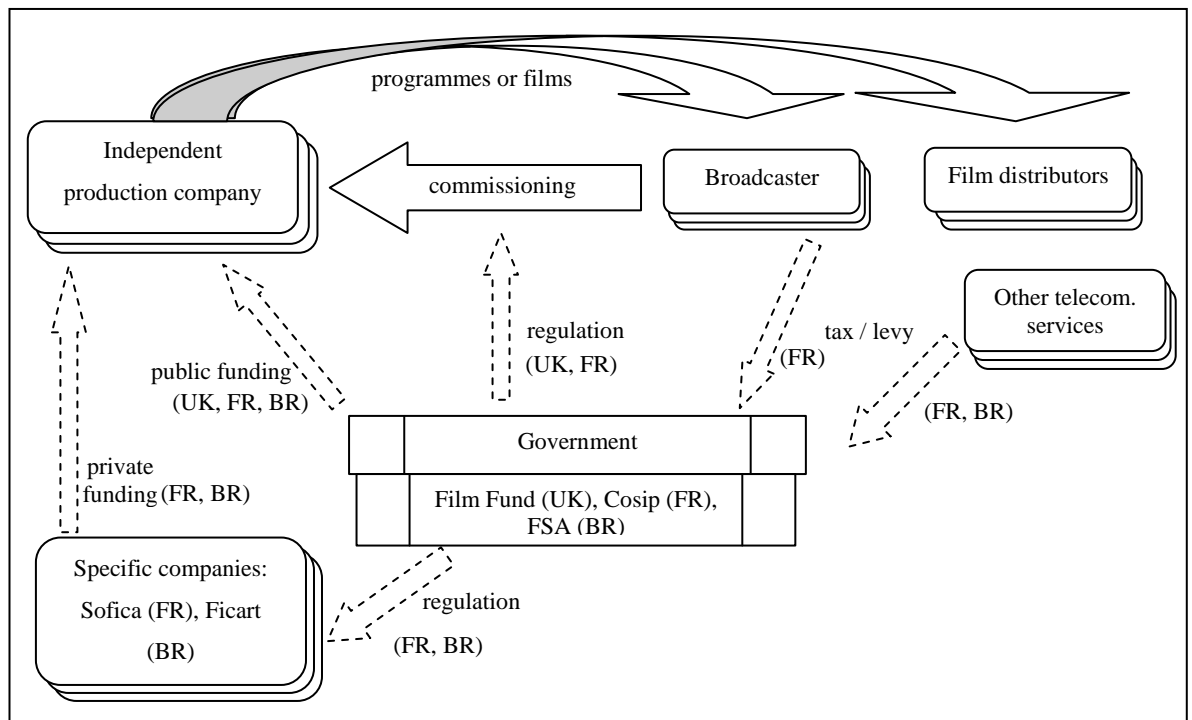 programmes or films
Independent
production company
commissioning
Broadcaster
Film distributors
Other telecom.
services
regulation
(UK, FR)
tax / levy
(FR)
(FR, BR)
public funding
(UK, FR, BR)
Government
Film Fund (UK), Cosip (FR),
FSA (BR)
private
funding (FR, BR)
Specific companies:
Sofica (FR), Ficart
(BR)
regulation
(FR, BR)